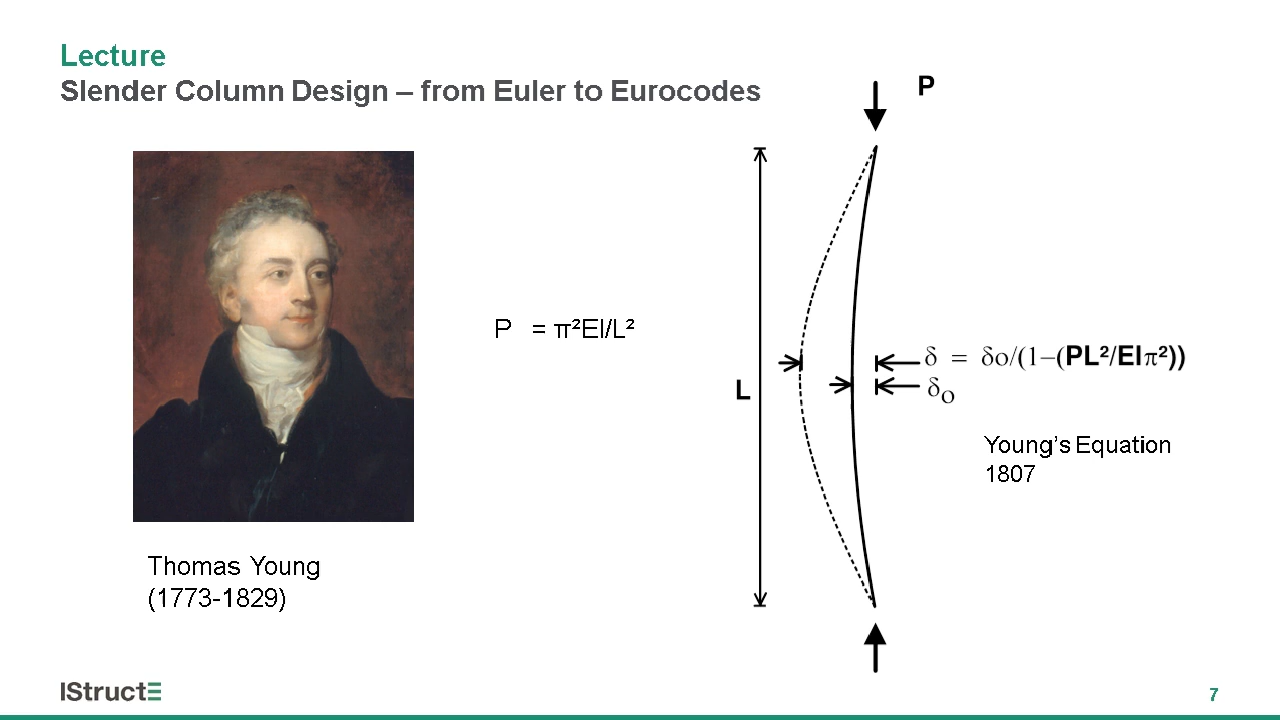 Lecture
Slender Column Design – from Euler to Eurocodes
P
P = π²EI/L²
L
δ = δo/(1–(PL²/EIπ²))
δo
Young's Equation
1807
Thomas Young
(1773-1829)
IStructE
7